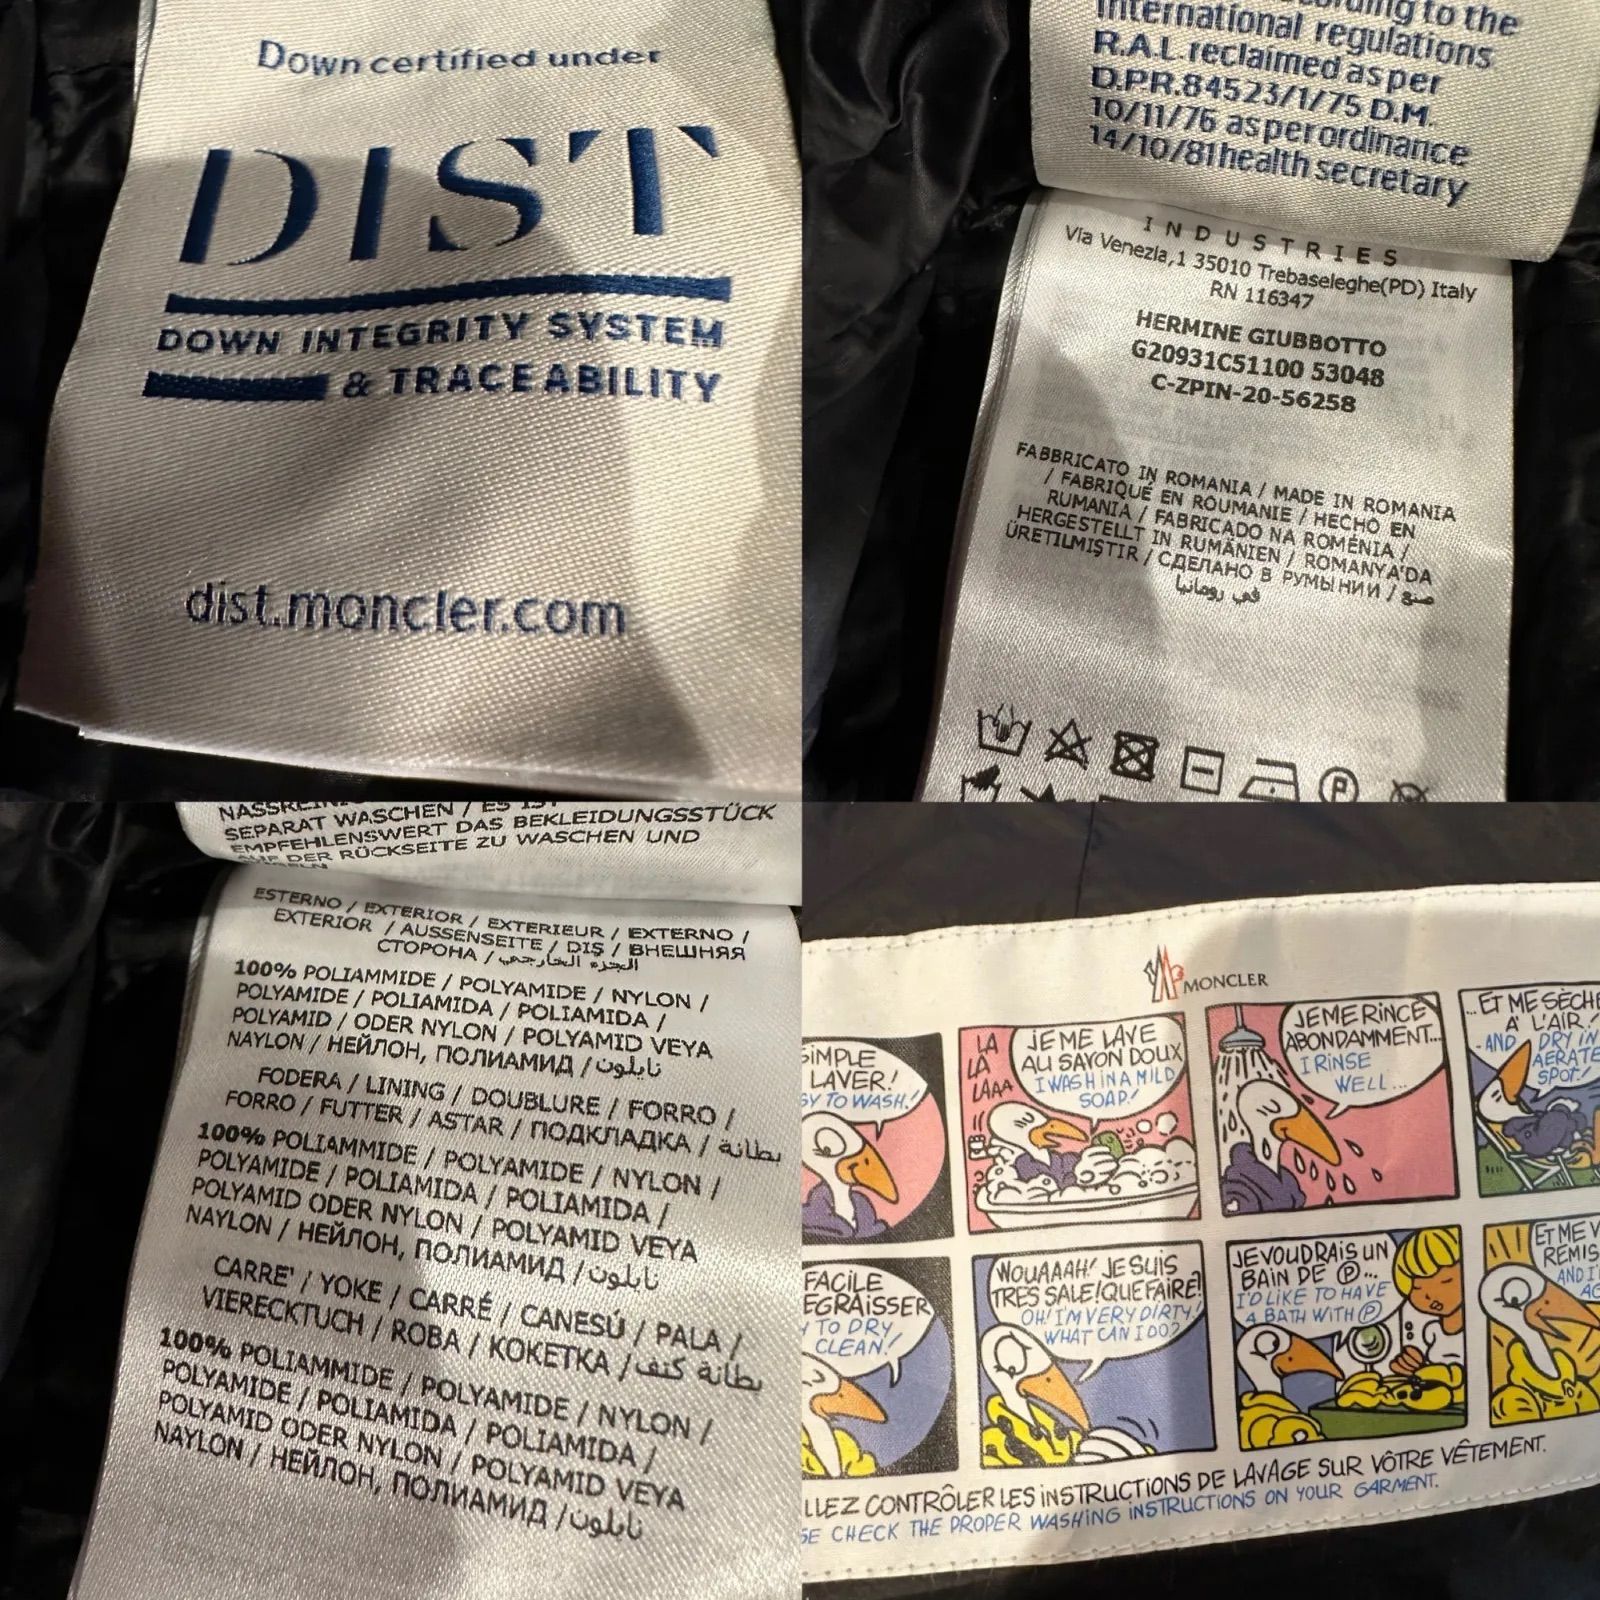 Down certified under
DIST
DOWN INTEGRITY SYSTEM
& TRACEABILITY
dist.moncler.com
to the
international regulations
R.A.L. reclaimed as per
D.P.R. 84523/1/75 D.M.
10/11/76 as per ordinance
14/10/81 health secretary
INDUSTRIES
Via Venezia,1 35010 Trebaseleghe(PD) Italy
RN 116347
HERMINE GIUBBOTTO
G20931C51100 53048
C-ZPIN-20-56258
FABBRICATO IN ROMANIA / MADE IN ROMANIA
/ FABRIQUÉ EN ROUMANIE / HECHO EN
RUMANIA / FABRICADO NA ROMÉNIA /
HERGESTELLT IN RUMÄNIEN / ROMANYA'DA
ÜRETILMIŞTIR / СДЕЛАНО В РУМЫНИИ / صنع
في رومانيا
SEPARAT WASCHEN / ES IST
EMPFEHLENSWERT DAS BEKLEIDUNGSSTÜCK
AUF DER RÜCKSEITE ZU WASCHEN UND
ESTERNO / EXTERIOR / EXTERIEUR / EXTERNO /
EXTERIOR / AUSSENSEITE / DIŞ / ВНЕШНЯЯ
СТОРОНА / الجزء الخارجي
100% POLIAMMIDE / POLYAMIDE / NYLON /
POLYAMIDE / POLIAMIDA / POLIAMIDA /
POLYAMID / ODER NYLON / POLYAMID VEYA
NAYLON / НЕЙЛОН, ПОЛИАМИД / نايلون
FODERA / LINING / DOUBLURE / FORRO /
FORRO / FUTTER / ASTAR / ПОДКЛАДКА / بطانة
100% POLIAMMIDE / POLYAMIDE / NYLON /
POLYAMIDE / POLIAMIDA / POLIAMIDA /
POLYAMID ODER NYLON / POLYAMID VEYA
NAYLON / НЕЙЛОН, ПОЛИАМИД / نايلون
CARRE' / YOKE / CARRÉ / CANESÚ / PALA /
VIERECKTUCH / ROBA / КОКЕТКА / بطانة كتف
100% POLIAMMIDE / POLYAMIDE / NYLON /
POLYAMIDE / POLIAMIDA / POLIAMIDA /
POLYAMID ODER NYLON / POLYAMID VEYA
NAYLON / НЕЙЛОН, ПОЛИАМИД / نايلون
MONCLER
SIMPLE
LAVER!
TO WASH!
LA
LA
LAAA
JE ME LAVE
AU SAVON DOUX
I WASH IN A MILD
SOAP!
JE ME RINCE
ABONDAMMENT...
I RINSE
WELL...
...ET ME SÈCHE
A' L'AIR!
-AND DRY IN
AERATE
SPOT!
FACILE
EGRAISSER
TO DRY
CLEAN!
WOUAAAH! JE SUIS
TRES SALE! QUE FAIRE!
OH! I'M VERY DIRTY!
WHAT CAN I DO?
JE VOUDRAIS UN
BAIN DE Ⓟ...
I'D LIKE TO HAVE
A BATH WITH Ⓟ
ET ME V
REMIS
AND I
AG
LLEZ CONTRÔLER LES INSTRUCTIONS DE LAVAGE SUR VÔTRE VÊTEMENT.
SE CHECK THE PROPER WASHING INSTRUCTIONS ON YOUR GARMENT.